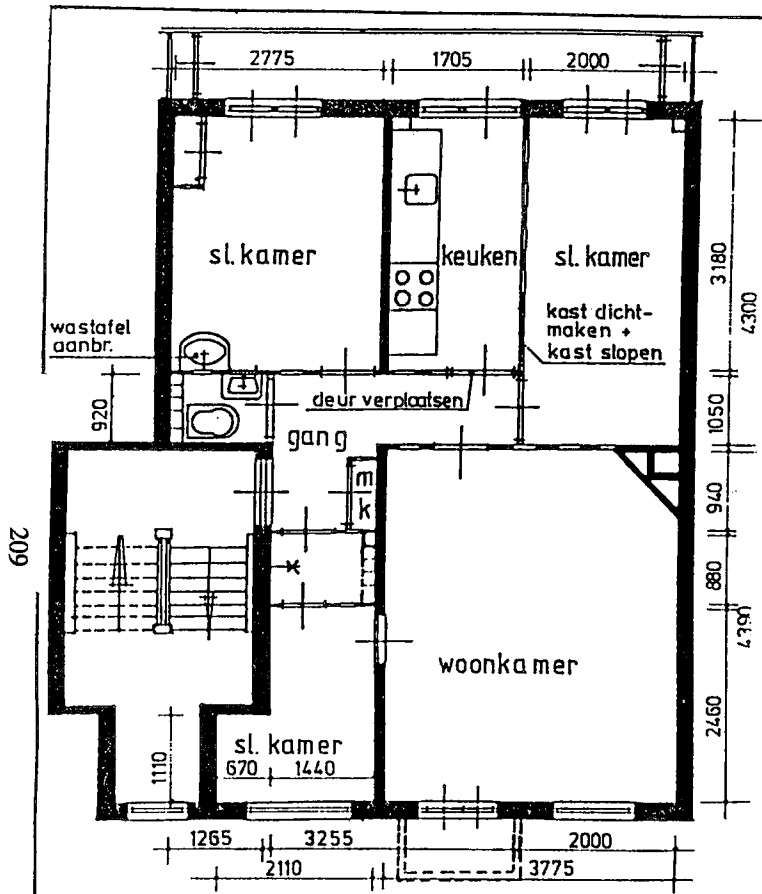 2775 1705 2000
sl. kamer
keuken
sl. kamer
3180
4300
wastafel
aanbr.
kast dicht-
maken +
kast slopen
920
deur verplaatsen
1050
gang
m
k
940
209
880
4390
woonkamer
2460
sl. kamer
670 1440
1110
1265 3255 2000
2110 3775